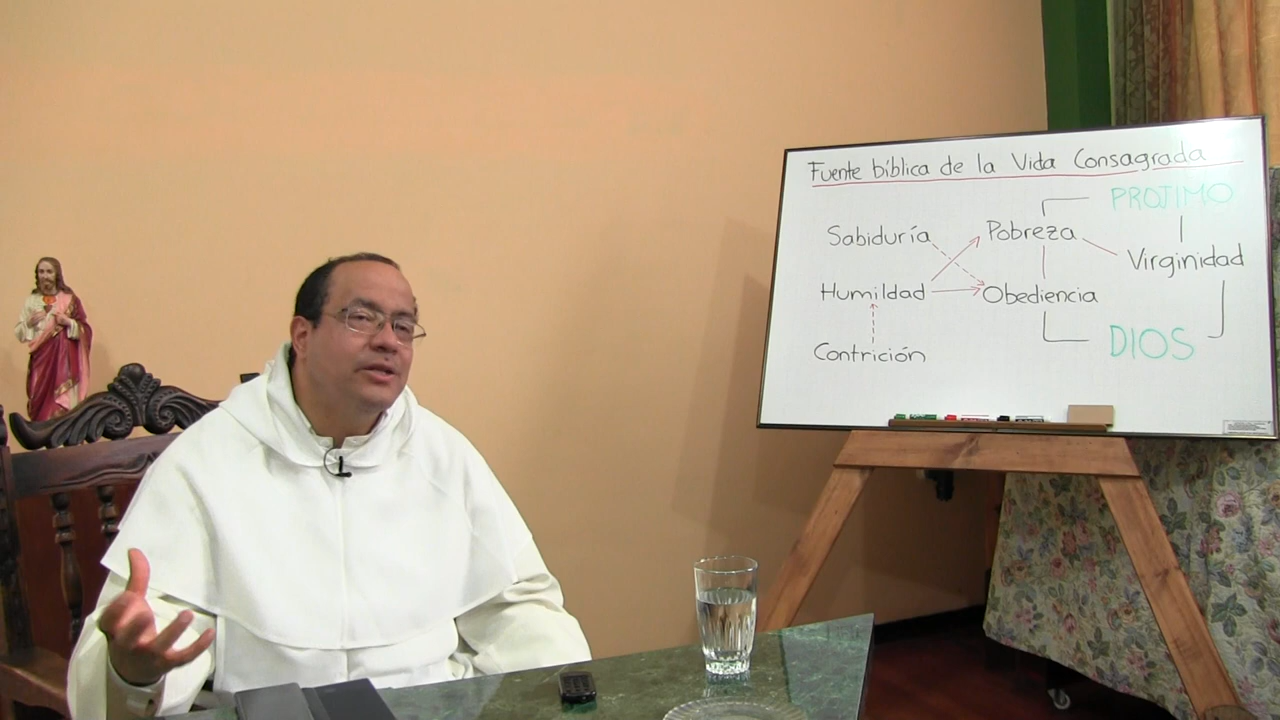 Fuente bíblica de la Vida Consagrada
PROJIMO
Sabiduría Pobreza
Virginidad
Humildad Obediencia
Contrición DIOS